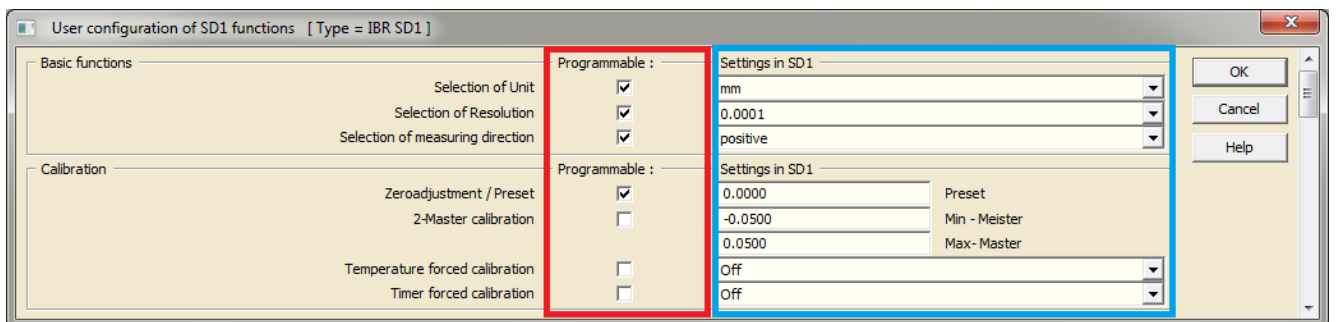 User configuration of SD1 functions [ Type = IBR SD1 ]
Basic functions Programmable : Settings in SD1
OK
Selection of Unit mm
Selection of Resolution 0.0001
Cancel
Selection of measuring direction positive
Help
Calibration Programmable : Settings in SD1
Zeroadjustment / Preset 0.0000 Preset
2-Master calibration -0.0500 Min - Meister
0.0500 Max- Master
Temperature forced calibration Off
Timer forced calibration Off